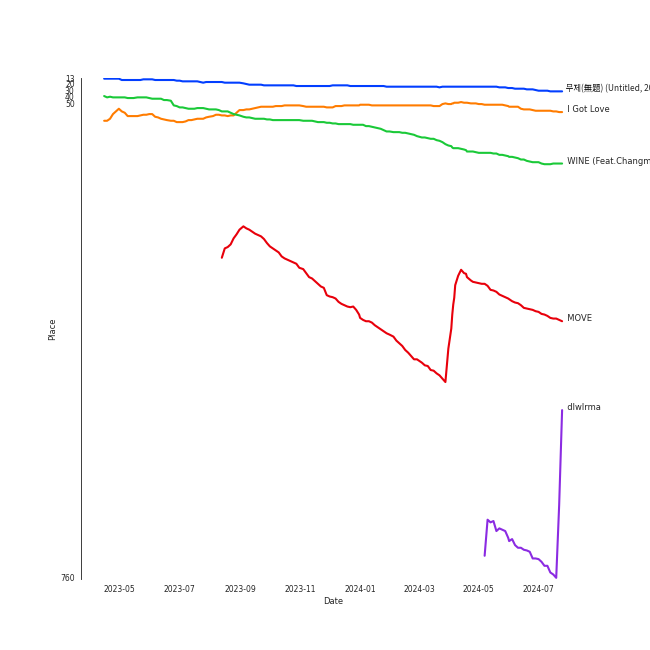 13
20
30
40
50
760
Place
무제(無題) (Untitled, 20
I Got Love
WINE (Feat.Changm
MOVE
dlwlrma
2023-05 2023-07 2023-09 2023-11 2024-01 2024-03 2024-05 2024-07
Date